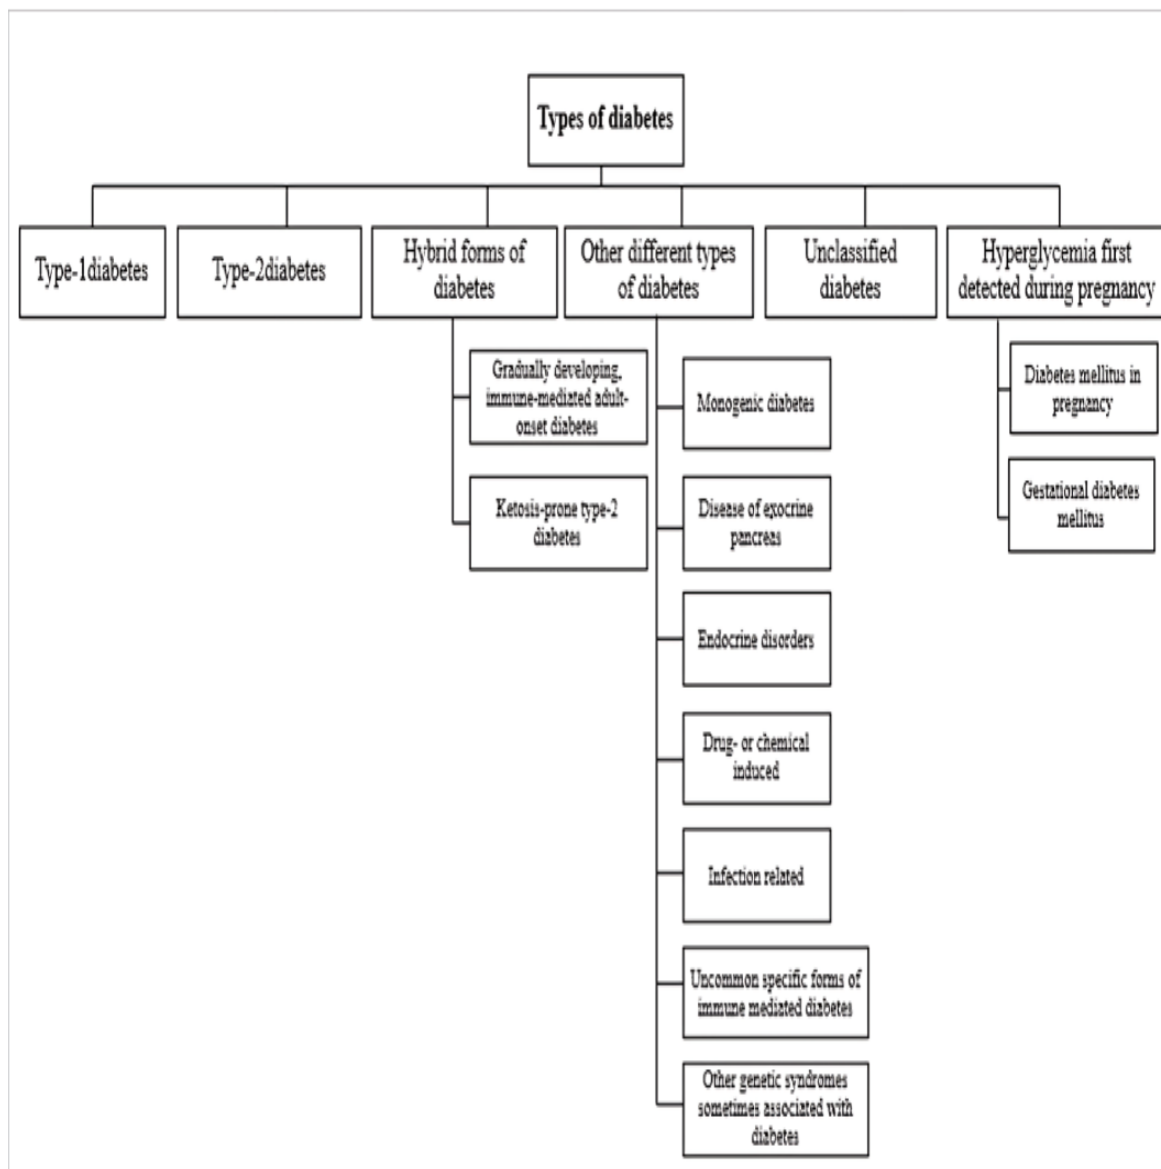 Types of diabetes
Type-1diabetes
Type-2diabetes
Hybrid forms of
diabetes
Other different types
of diabetes
Unclassified
diabetes
Hyperglycemia first
detected during pregnancy
Gradually developing,
immune-mediated adult-
onset diabetes
Ketosis-prone type-2
diabetes
Monogenic diabetes
Disease of exocrine
pancreas
Endocrine disorders
Drug- or chemical
induced
Infection related
Uncommon specific forms of
immune mediated diabetes
Other genetic syndromes
sometimes associated with
diabetes
Diabetes mellitus in
pregnancy
Gestational diabetes
mellitus